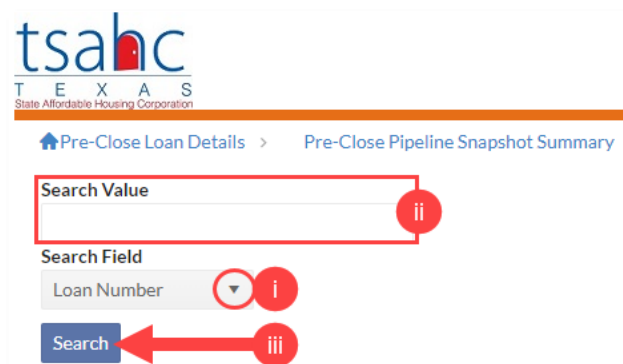 tsahc
T E X A S
State Affordable Housing Corporation
Pre-Close Loan Details > Pre-Close Pipeline Snapshot Summary
Search Value
ii
Search Field
Loan Number
i
Search
iii